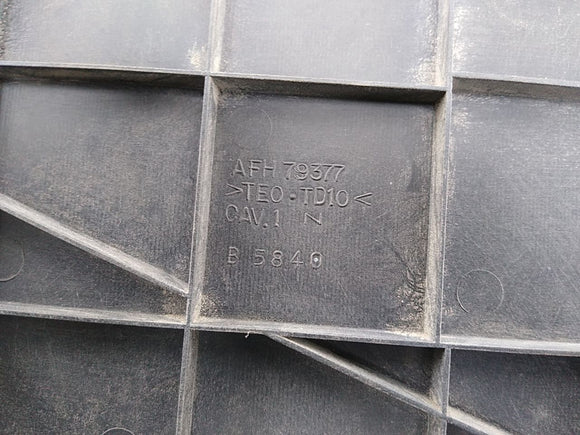 AFH 79377
>TEO•TD10<
CAV.1 N
B 5840